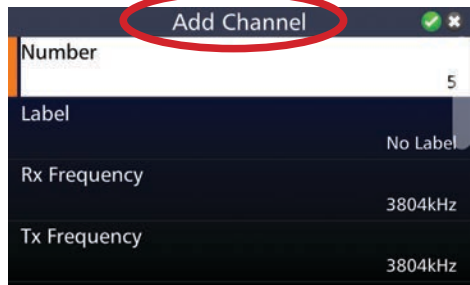 Add Channel
Number
5
Label
No Label
Rx Frequency
3804kHz
Tx Frequency
3804kHz